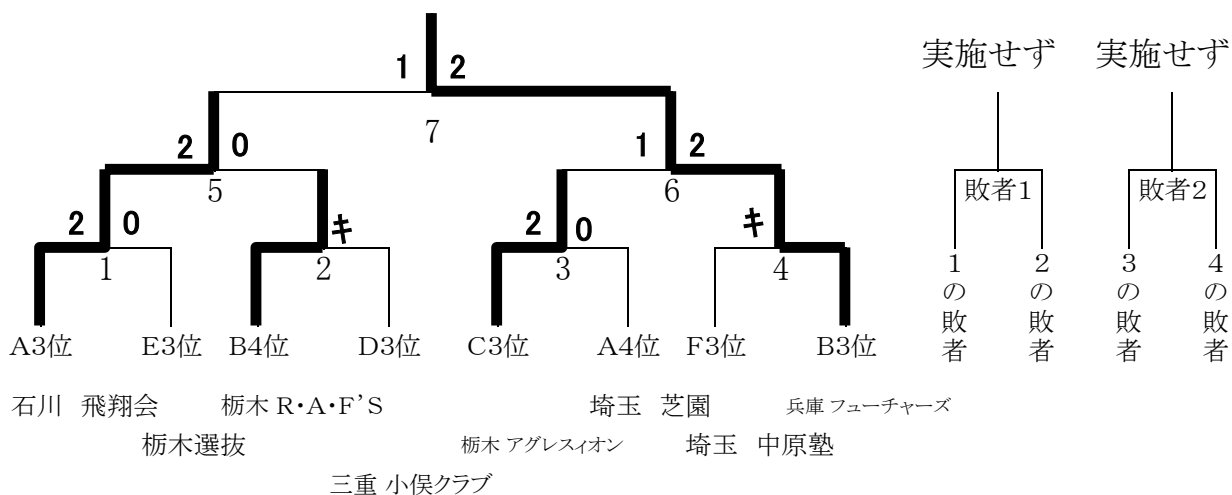 実施せず 実施せず
1 2
7
2 0 1 2
5 6
敗者1 敗者2
2 0 キ 2 0 キ
1 2 3 4
1の敗者 2の敗者 3の敗者 4の敗者
A3位 E3位 B4位 D3位 C3位 A4位 F3位 B3位
石川 飛翔会 栃木 R・A・F'S 埼玉 芝園 兵庫 フューチャーズ
栃木選抜 栃木 アグレスィオン 埼玉 中原塾
三重 小俣クラブ